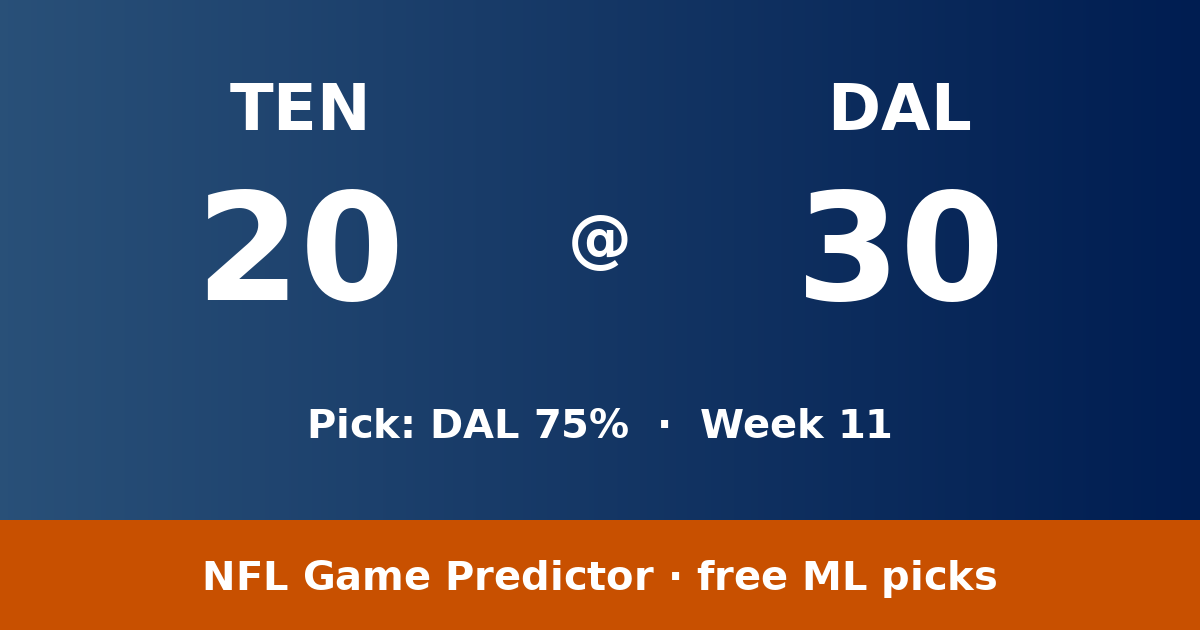 TEN
DAL
20
@
30
Pick: DAL 75% · Week 11
NFL Game Predictor · free ML picks